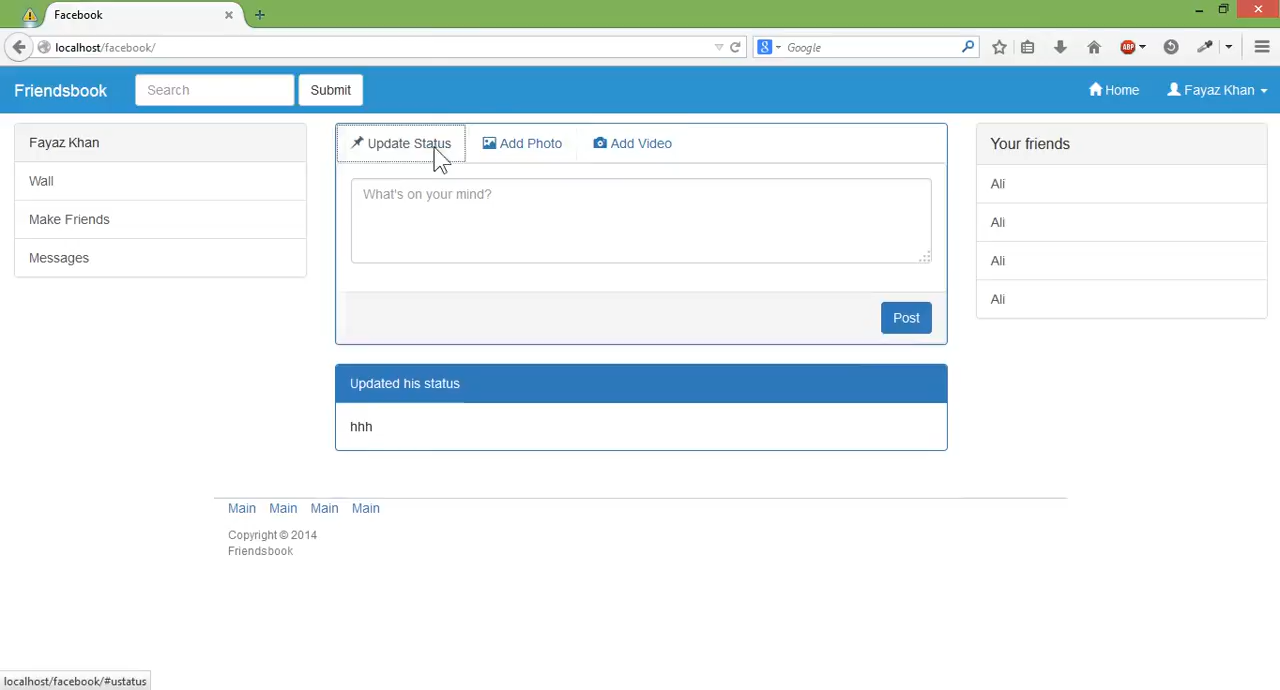 Facebook
localhost/facebook/
Google
ABP
Friendsbook
Search
Submit
Home
Fayaz Khan
Fayaz Khan
Wall
Make Friends
Messages
Update Status
Add Photo
Add Video
What's on your mind?
Post
Updated his status
hhh
Your friends
Ali
Ali
Ali
Ali
Main Main Main Main
Copyright © 2014
Friendsbook
localhost/facebook/#ustatus